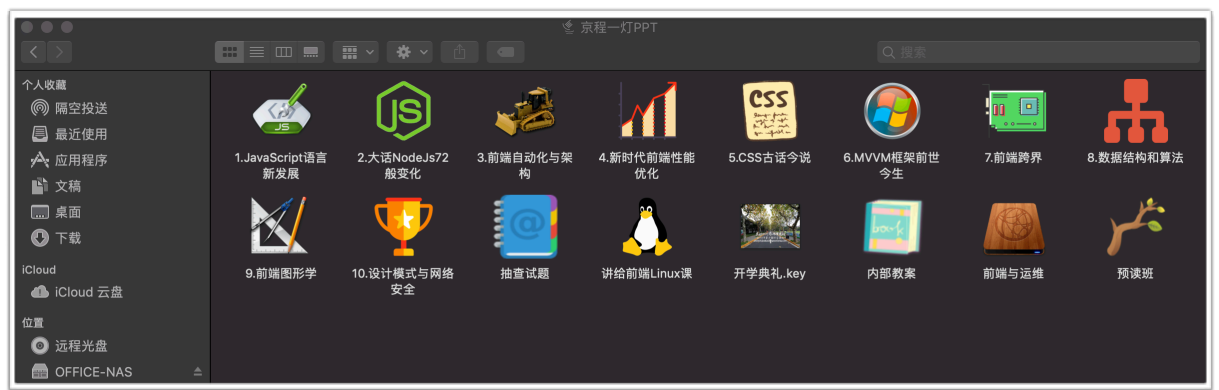 京程一灯PPT
搜索
个人收藏
隔空投送
最近使用
应用程序
文稿
桌面
下载
iCloud
iCloud 云盘
位置
远程光盘
OFFICE-NAS
JS
1.JavaScript语言
新发展
JS
2.大话NodeJs72
般变化
3.前端自动化与架
构
4.新时代前端性能
优化
CSS
5.CSS古话今说
6.MVVM框架前世
今生
7.前端跨界
8.数据结构和算法
9.前端图形学
10.设计模式与网络
安全
@
抽查试题
讲给前端Linux课
开学典礼.key
book
内部教案
前端与运维
预读班